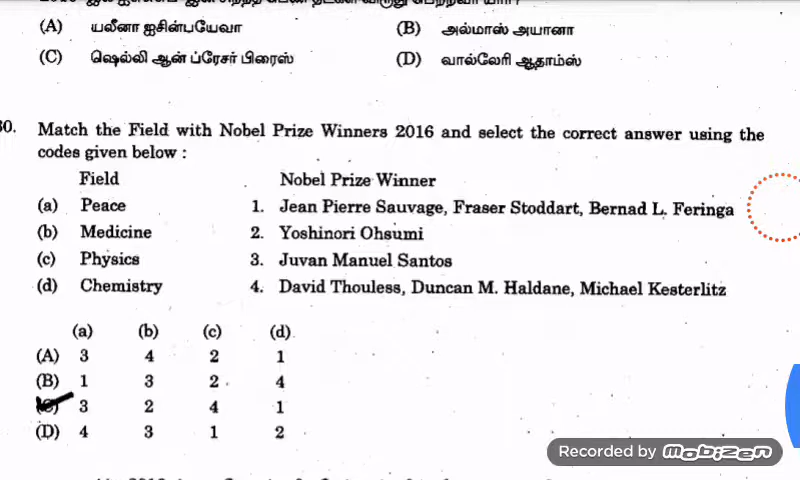 (A) யலீனா ஐசின்பயேவா (B) அல்மாஸ் அயானா
(C) ஷெல்லி ஆன் ப்ரேசர் பிரைஸ் (D) வால்லேரி ஆதாம்ஸ்
30. Match the Field with Nobel Prize Winners 2016 and select the correct answer using the
codes given below :
Field Nobel Prize Winner
(a) Peace 1. Jean Pierre Sauvage, Fraser Stoddart, Bernad L. Feringa
(b) Medicine 2. Yoshinori Ohsumi
(c) Physics 3. Juvan Manuel Santos
(d) Chemistry 4. David Thouless, Duncan M. Haldane, Michael Kesterlitz
(a) (b) (c) (d)
(A) 3 4 2 1
(B) 1 3 2 4
(C) 3 2 4 1
(D) 4 3 1 2
Recorded by mobizen